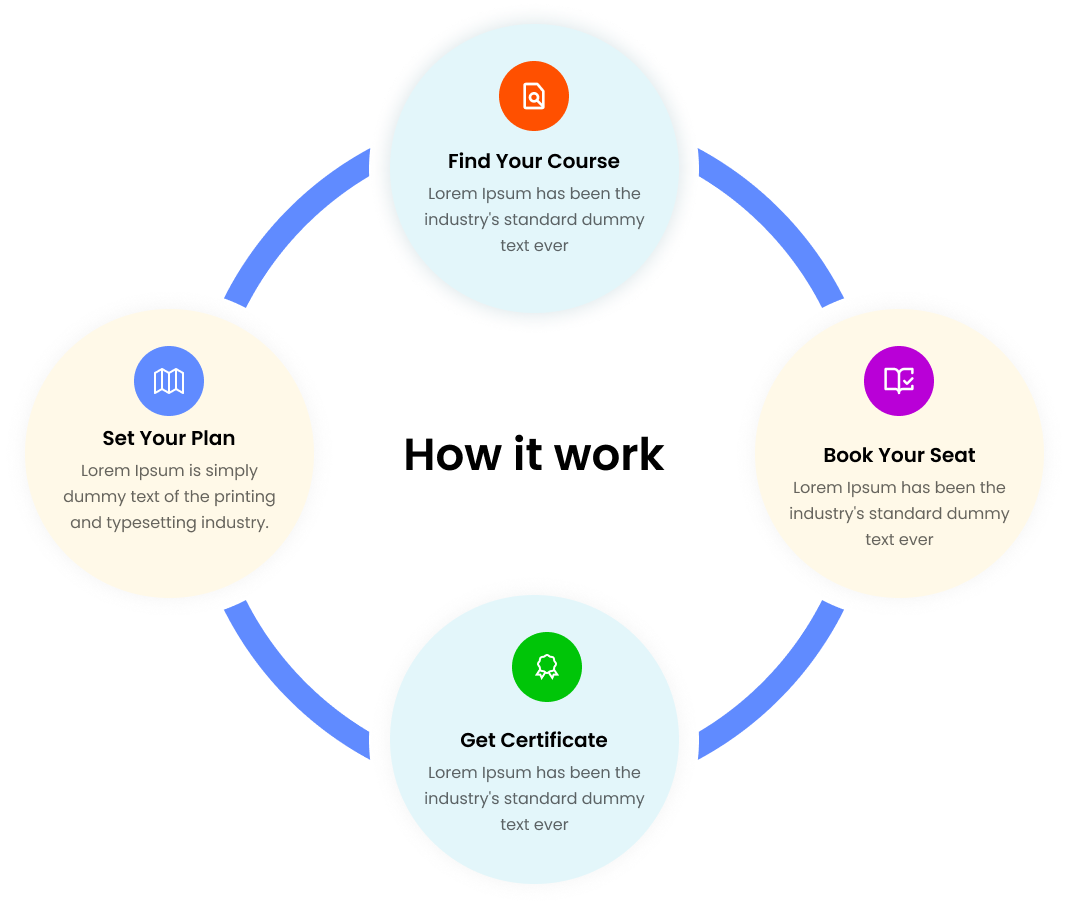 Find Your Course
Lorem Ipsum has been the
industry's standard dummy
text ever
Set Your Plan
Lorem Ipsum is simply
dummy text of the printing
and typesetting industry.
How it work
Book Your Seat
Lorem Ipsum has been the
industry's standard dummy
text ever
Get Certificate
Lorem Ipsum has been the
industry's standard dummy
text ever